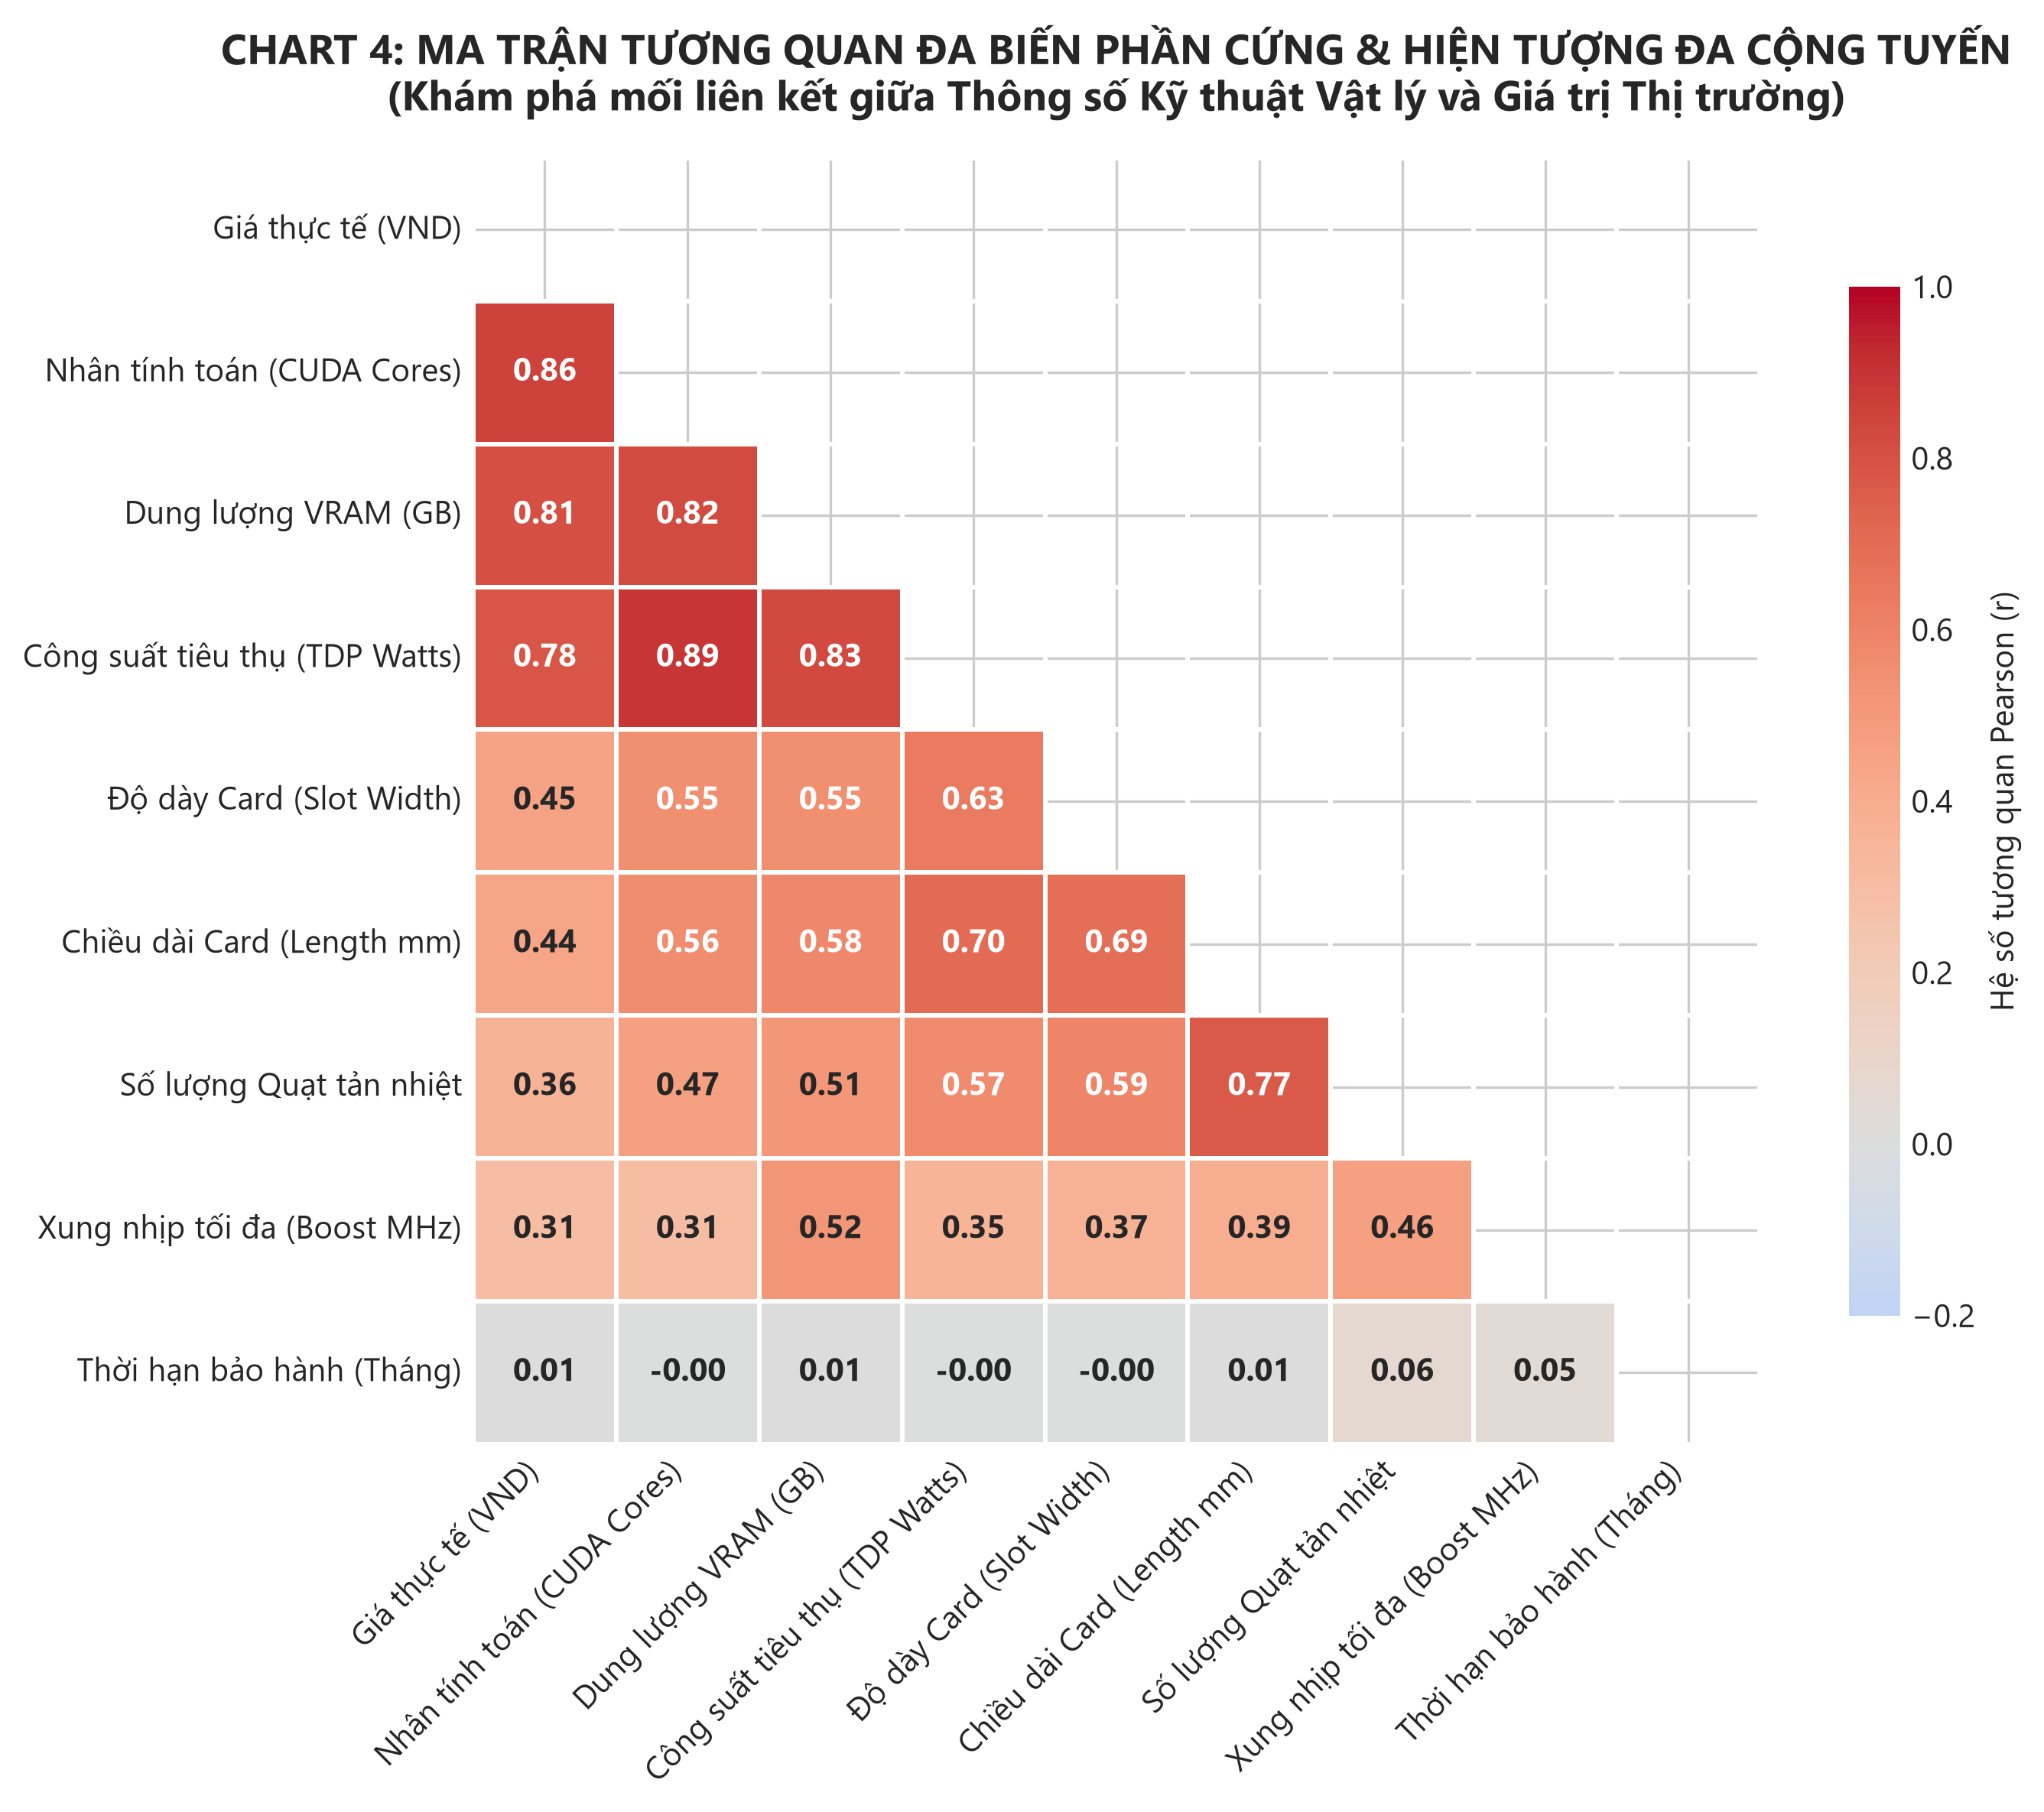 CHART 4: MA TRẬN TƯƠNG QUAN ĐA BIẾN PHẦN CỨNG & HIỆN TƯỢNG ĐA CỘNG TUYẾN
(Khám phá mối liên kết giữa Thông số Kỹ thuật Vật lý và Giá trị Thị trường)
Giá thực tế (VND)
Nhân tính toán (CUDA Cores) 0.86
Dung lượng VRAM (GB) 0.81 0.82
Công suất tiêu thụ (TDP Watts) 0.78 0.89 0.83
Độ dày Card (Slot Width) 0.45 0.55 0.55 0.63
Chiều dài Card (Length mm) 0.44 0.56 0.58 0.70 0.69
Số lượng Quạt tản nhiệt 0.36 0.47 0.51 0.57 0.59 0.77
Xung nhịp tối đa (Boost MHz) 0.31 0.31 0.52 0.35 0.37 0.39 0.46
Thời hạn bảo hành (Tháng) 0.01 -0.00 0.01 -0.00 -0.00 0.01 0.06 0.05
Giá thực tế (VND)
Nhân tính toán (CUDA Cores)
Dung lượng VRAM (GB)
Công suất tiêu thụ (TDP Watts)
Độ dày Card (Slot Width)
Chiều dài Card (Length mm)
Số lượng Quạt tản nhiệt
Xung nhịp tối đa (Boost MHz)
Thời hạn bảo hành (Tháng)
1.0
0.8
0.6
0.4
0.2
0.0
−0.2
Hệ số tương quan Pearson (r)